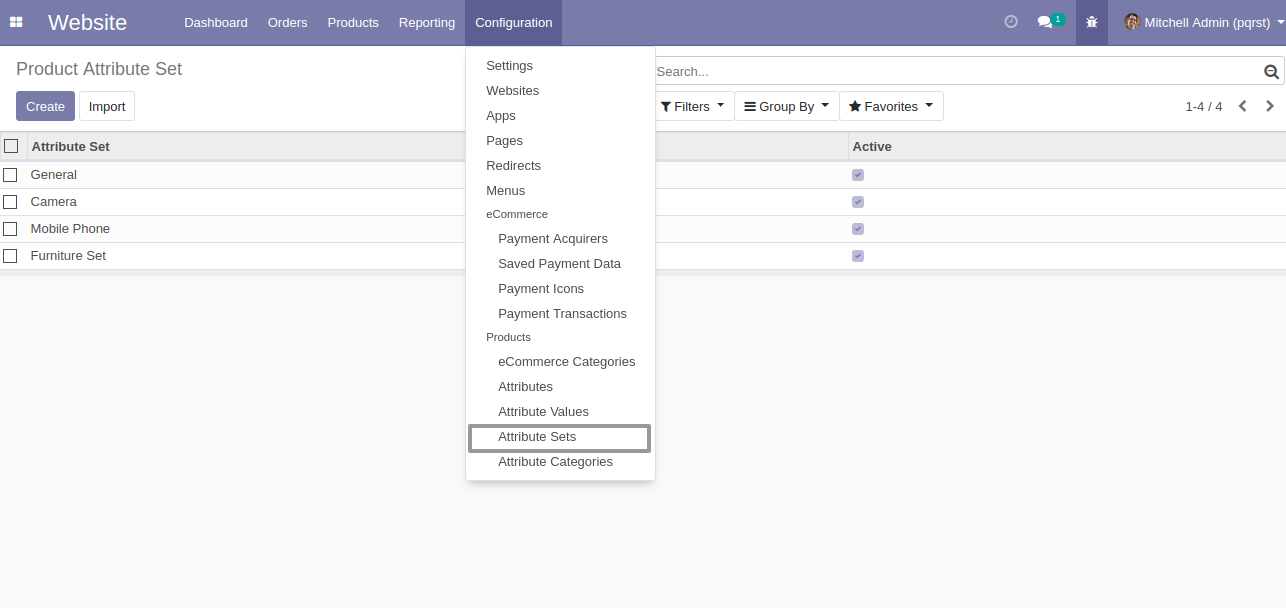 Website Dashboard Orders Products Reporting Configuration 1 Mitchell Admin (pqrst)
Product Attribute Set
Search...
Create Import
Filters Group By Favorites 1-4 / 4
Attribute Set Active
General
Camera
Mobile Phone
Furniture Set
Settings
Websites
Apps
Pages
Redirects
Menus
eCommerce
Payment Acquirers
Saved Payment Data
Payment Icons
Payment Transactions
Products
eCommerce Categories
Attributes
Attribute Values
Attribute Sets
Attribute Categories